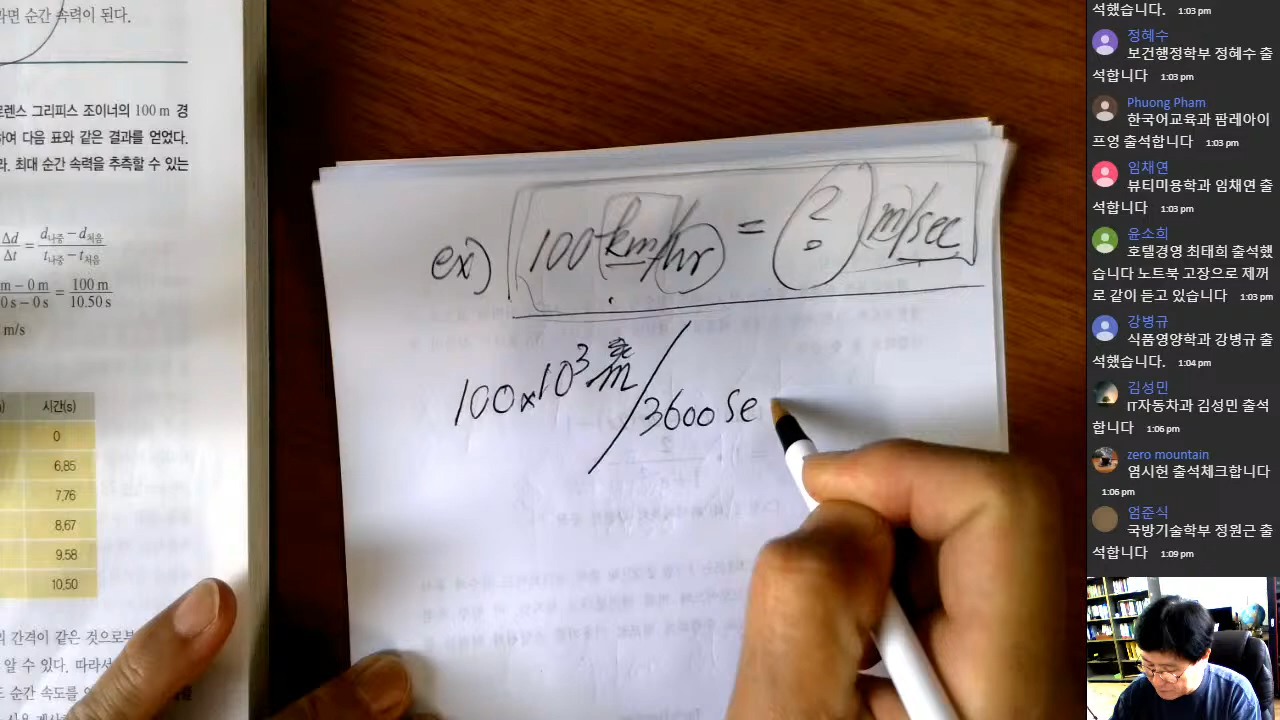 라면 순간 속력이 된다.
로렌스 그리피스 조이너의 100 m 경
하여 다음 표와 같은 결과를 얻었다.
라. 최대 순간 속력을 추측할 수 있는
Δd/Δt = d나중−d처음/t나중−t처음
m−0 m/0 s−0 s = 100 m/10.50 s
m/s
시간(s)
0
6.85
7.76
8.67
9.58
10.50
의 간격이 같은 것으로부
알 수 있다. 따라서
도 순간 속도를
ex) 100 km/hr = ? m/sec
100×10³ m/3600 se
석했습니다. 1:03 pm
정혜수
보건행정학부 정혜수 출
석합니다 1:03 pm
Phuong Pham
한국어교육과 팜레아이
프엉 출석합니다 1:03 pm
임채연
뷰티미용학과 임채연 출
석합니다 1:03 pm
윤소희
호텔경영 최태희 출석했
습니다 노트북 고장으로 제꺼
로 같이 듣고 있습니다 1:03 pm
강병규
식품영양학과 강병규 출
석했습니다. 1:04 pm
김성민
IT자동차과 김성민 출석
합니다 1:06 pm
zero mountain
염시헌 출석체크합니다
1:06 pm
엄준식
국방기술학부 정원근 출
석합니다 1:09 pm